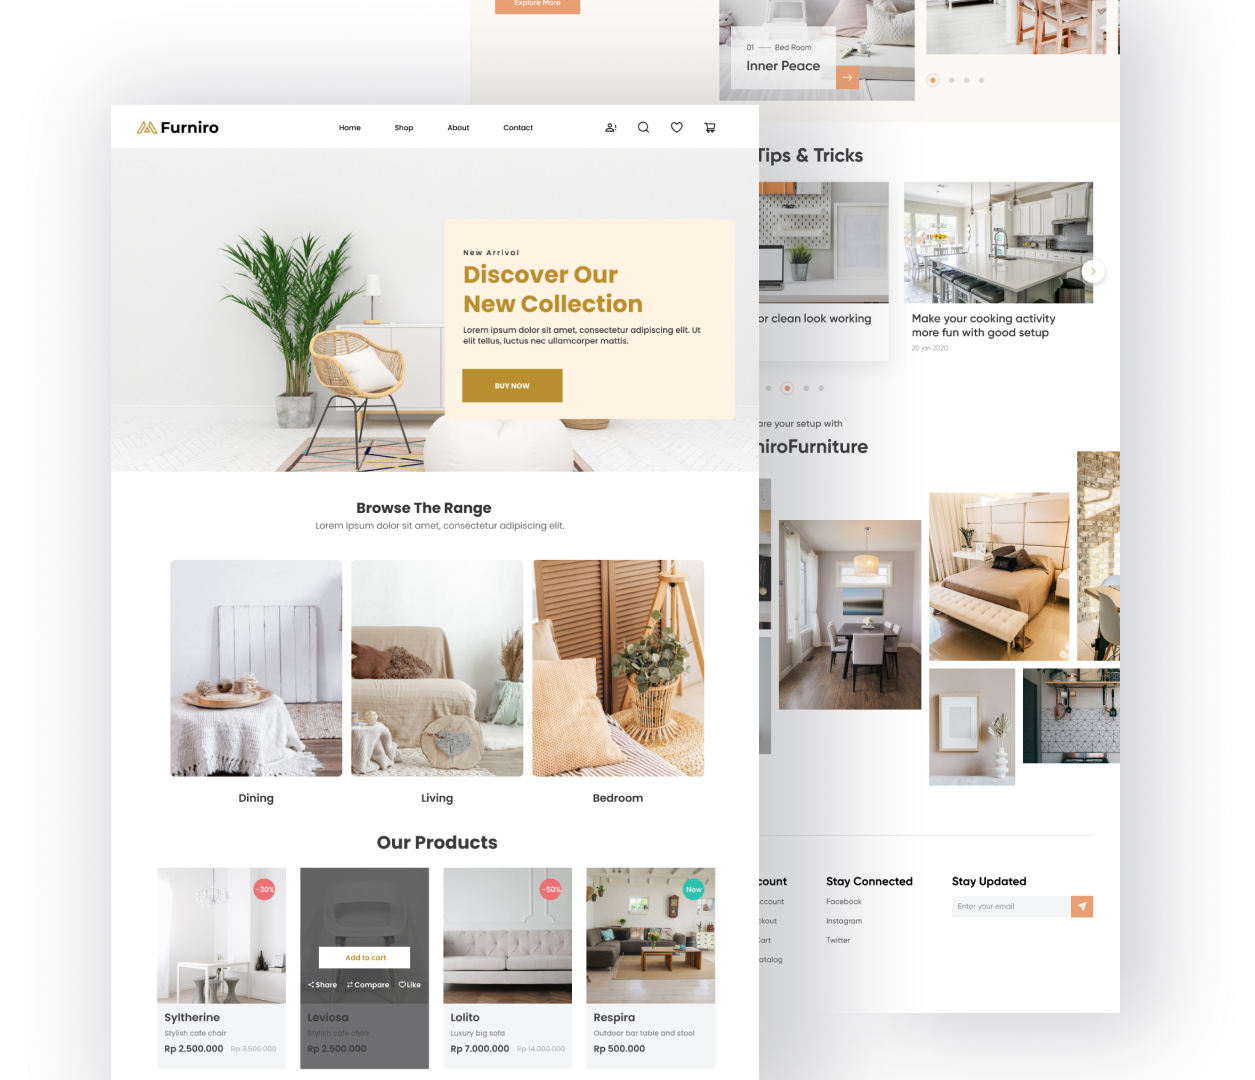 Explore More
01 Bed Room
Inner Peace
Furniro
Home
Shop
About
Contact
New Arrival
Discover Our
New Collection
Lorem ipsum dolor sit amet, consectetur adipiscing elit. Ut
elit tellus, luctus nec ullamcorper mattis.
BUY NOW
Browse The Range
Lorem ipsum dolor sit amet, consectetur adipiscing elit.
Dining
Living
Bedroom
Our Products
-30%
Syltherine
Stylish cafe chair
Rp 2.500.000 Rp 3.500.000
Add to cart
Share Compare Like
Leviosa
Stylish cafe chair
Rp 2.500.000
-50%
Lolito
Luxury big sofa
Rp 7.000.000 Rp 14.000.000
New
Respira
Outdoor bar table and stool
Rp 500.000
Tips & Tricks
or clean look working
Make your cooking activity
more fun with good setup
20 jan 2020
are your setup with
niroFurniture
count
ccount
ckout
Cart
atalog
Stay Connected
Facebook
Instagram
Twitter
Stay Updated
Enter your email